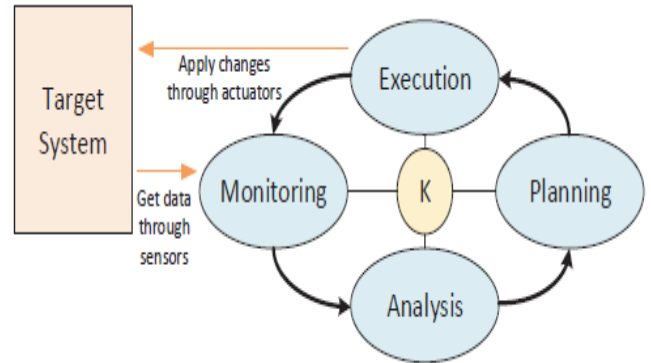 Target
System
Apply changes
through actuators
Execution
Get data
through
sensors
Monitoring
K
Planning
Analysis